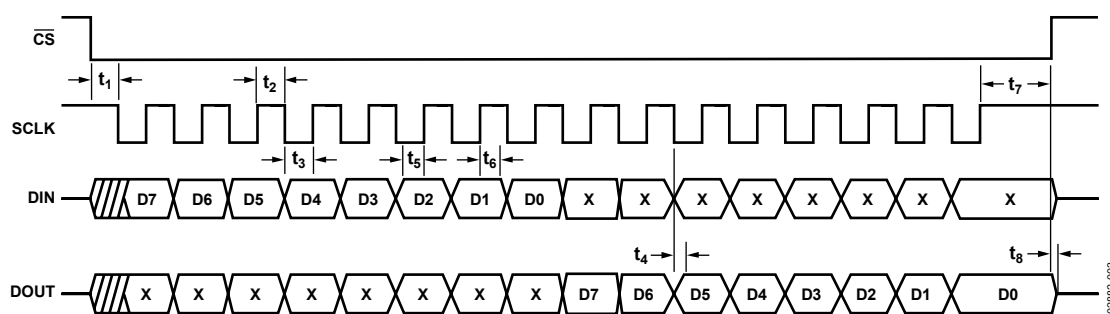 CS
t1
t2
t7
SCLK
t3
t5
t6
DIN
D7 D6 D5 D4 D3 D2 D1 D0 X X X X X X X X
t4
t8
DOUT
X X X X X X X X D7 D6 D5 D4 D3 D2 D1 D0